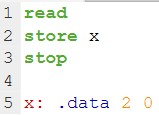 1 read
2 store x
3 stop
4
5 x: .data 2 0